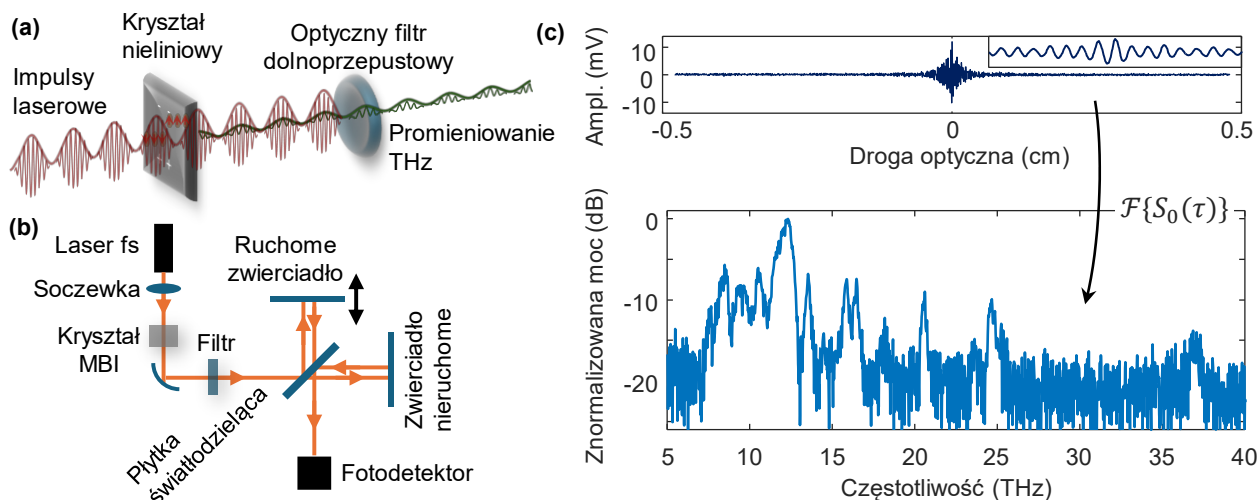 (a)
Kryształ
nieliniowy
Optyczny filtr
dolnoprzepustowy
Impulsy
laserowe
Promieniowanie
THz
(b)
Laser fs
Soczewka
Kryształ
MBI
Filtr
Ruchome
zwierciadło
Zwierciadło
nieruchome
Płytka
światłodzieląca
Fotodetektor
(c)
Ampl. (mV)
10
0
-10
-0.5
0
0.5
Droga optyczna (cm)
ℱ{S₀(τ)}
Znormalizowana moc (dB)
0
-10
-20
5
10
15
20
25
30
35
40
Częstotliwość (THz)